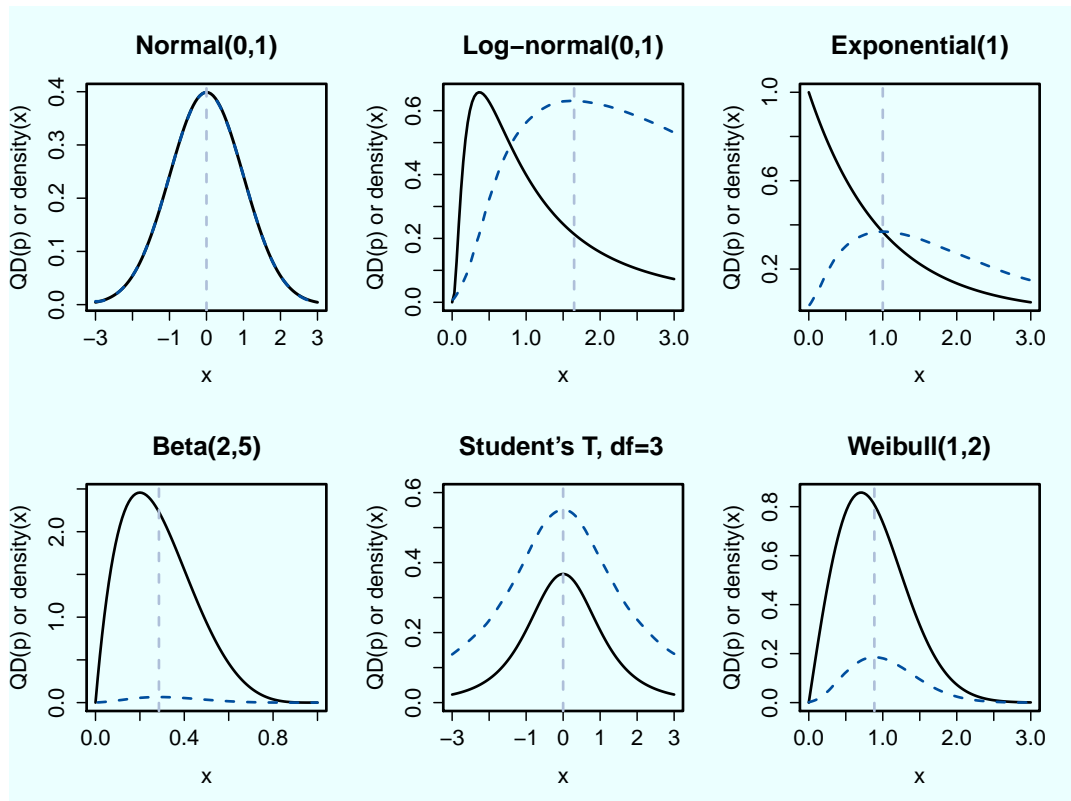 Normal(0,1)
QD(p) or density(x)
0.0 0.1 0.2 0.3 0.4
−3 −1 0 1 2 3
x
Log−normal(0,1)
QD(p) or density(x)
0.0 0.2 0.4 0.6
0.0 1.0 2.0 3.0
x
Exponential(1)
QD(p) or density(x)
0.2 0.6 1.0
0.0 1.0 2.0 3.0
x
Beta(2,5)
QD(p) or density(x)
0.0 1.0 2.0
0.0 0.4 0.8
x
Student's T, df=3
QD(p) or density(x)
0.0 0.2 0.4 0.6
−3 −1 0 1 2 3
x
Weibull(1,2)
QD(p) or density(x)
0.0 0.2 0.4 0.6 0.8
0.0 1.0 2.0 3.0
x